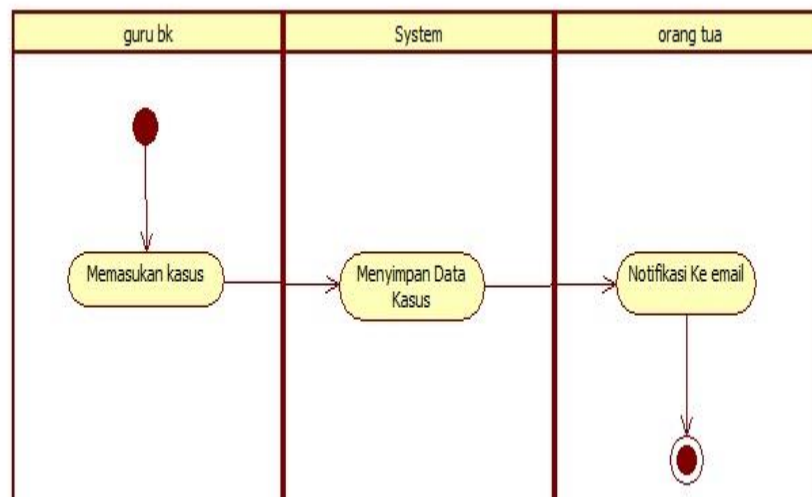 guru bk
System
orang tua
Memasukan kasus
Menyimpan Data
Kasus
Notifikasi Ke email